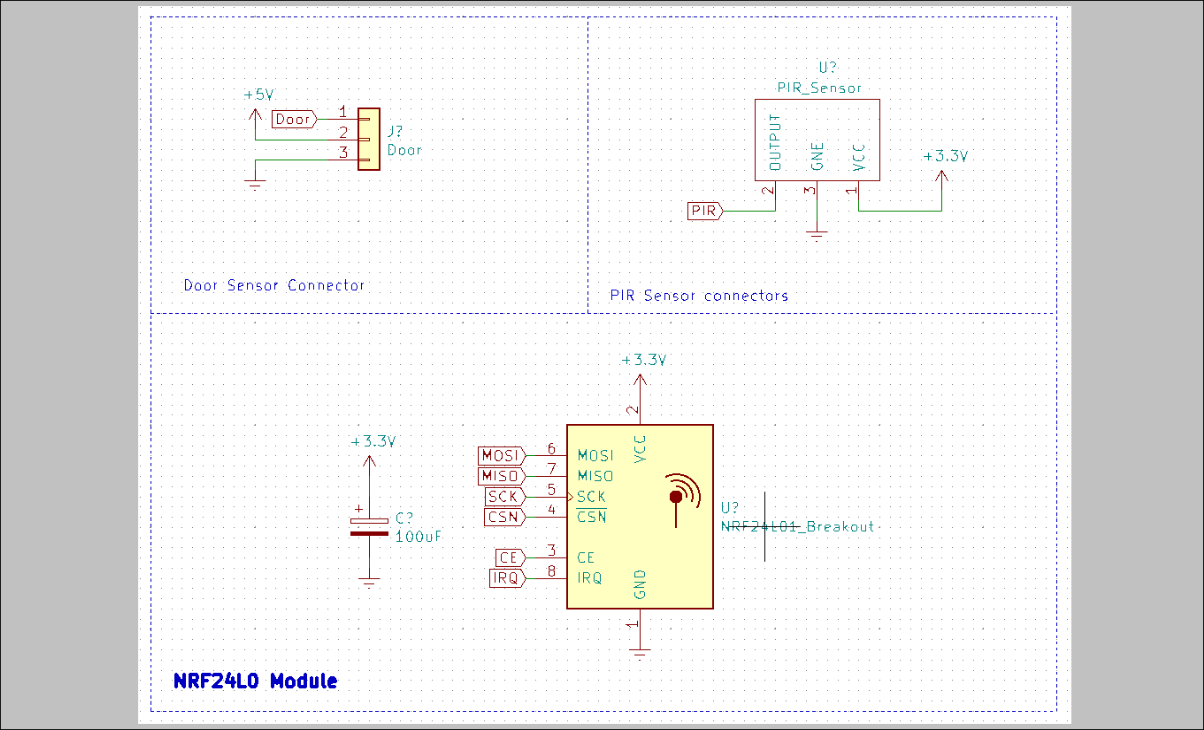 +5V
Door
1
2
3
J?
Door
Door Sensor Connector
U?
PIR_Sensor
OUTPUT
GNE
VCC
2
3
1
+3.3V
PIR
PIR Sensor connectors
+3.3V
+
C?
100uF
+3.3V
2
VCC
MOSI 6 MOSI
MISO 7 MISO
SCK 5 SCK
CSN 4 CSN
CE 3 CE
IRQ 8 IRQ
GND
1
U?
NRF24L01_Breakout
NRF24L0 Module